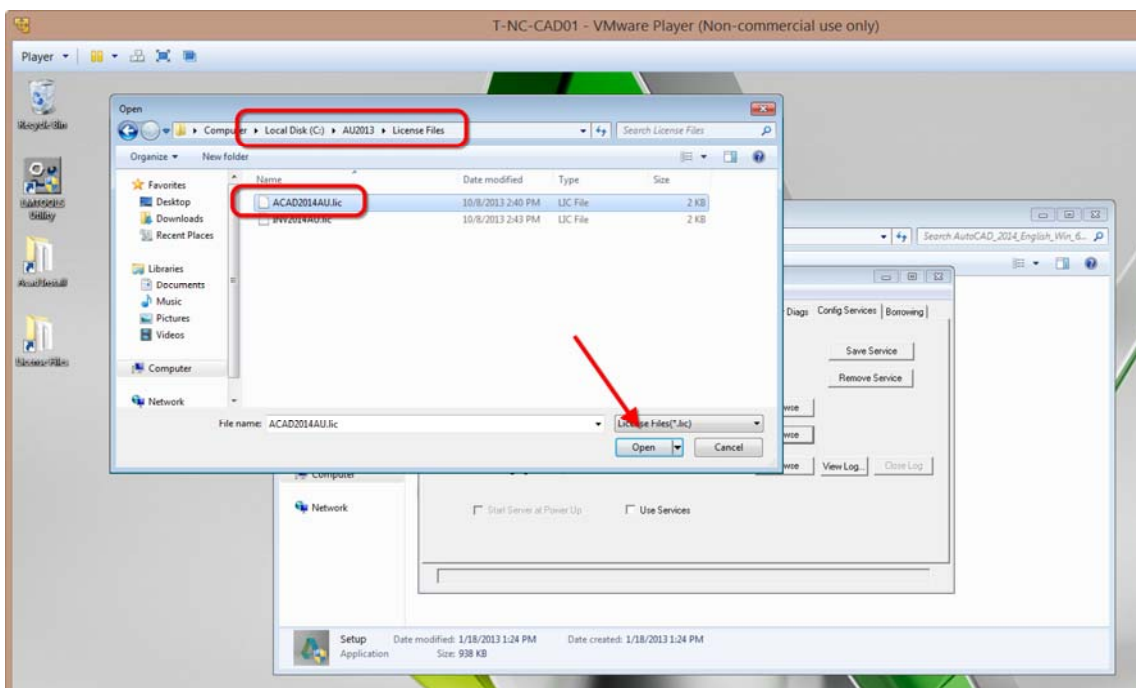 T-NC-CAD01 - VMware Player (Non-commercial use only)
Player
Open
Computer Local Disk (C:) AU2013 License Files
Search License Files
Organize New folder
Name Date modified Type Size
Favorites
Desktop
Downloads
Recent Places
Libraries
Documents
Music
Pictures
Videos
Computer
Network
ACAD2014AU.lic 10/8/2013 2:40 PM LIC File 2 KB
INV2014AU.lic 10/8/2013 2:43 PM LIC File 2 KB
File name: ACAD2014AU.lic
License Files(*.lic)
Open Cancel
Recycle Bin
Utility
License Files
Search AutoCAD_2014_English_Win_6...
Diags Config Services Borrowing
Save Service
Remove Service
View Log... Close Log
Computer
Network
Start Server at Power Up Use Services
Setup Date modified: 1/18/2013 1:24 PM Date created: 1/18/2013 1:24 PM
Application Size: 938 KB